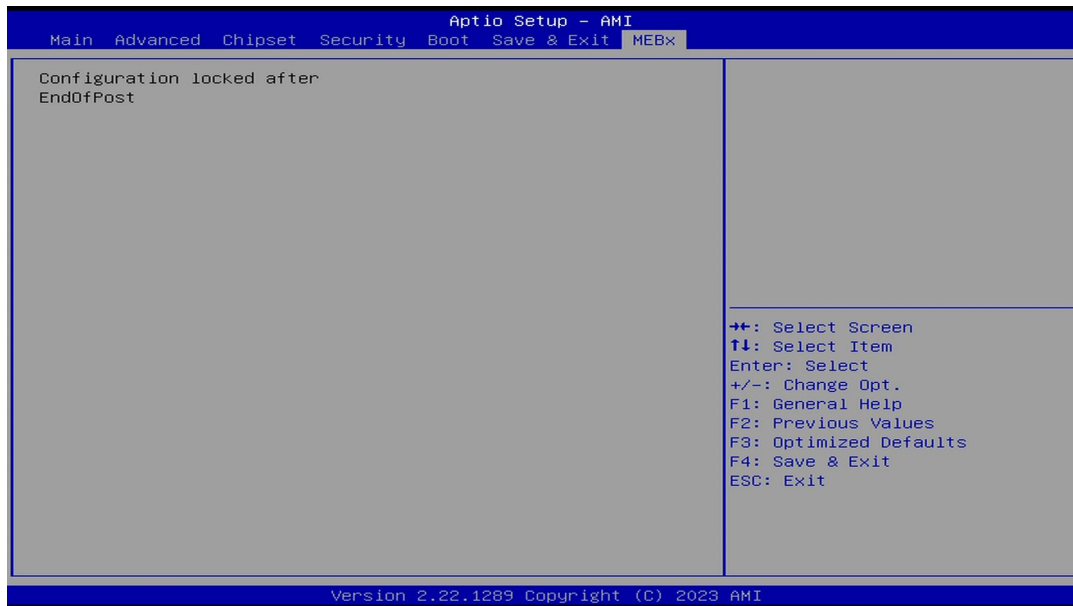 Aptio Setup – AMI
Main Advanced Chipset Security Boot Save & Exit MEBx
Configuration locked after
EndOfPost
→←: Select Screen
↑↓: Select Item
Enter: Select
+/-: Change Opt.
F1: General Help
F2: Previous Values
F3: Optimized Defaults
F4: Save & Exit
ESC: Exit
Version 2.22.1289 Copyright (C) 2023 AMI